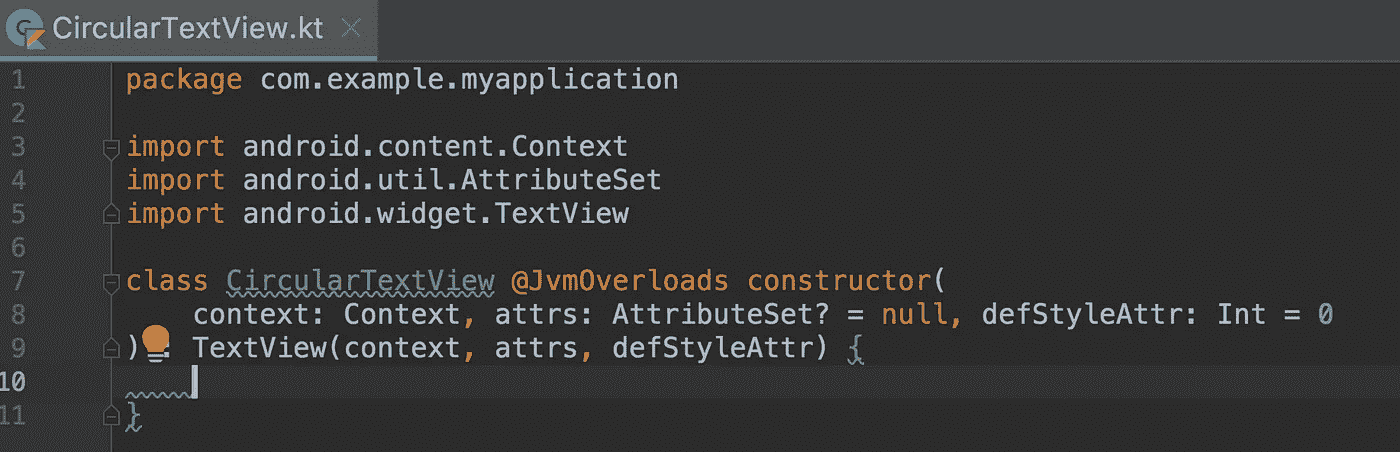 CircularTextView.kt
1 package com.example.myapplication
2
3 import android.content.Context
4 import android.util.AttributeSet
5 import android.widget.TextView
6
7 class CircularTextView @JvmOverloads constructor(
8     context: Context, attrs: AttributeSet? = null, defStyleAttr: Int = 0
9 ) : TextView(context, attrs, defStyleAttr) {
10
11 }